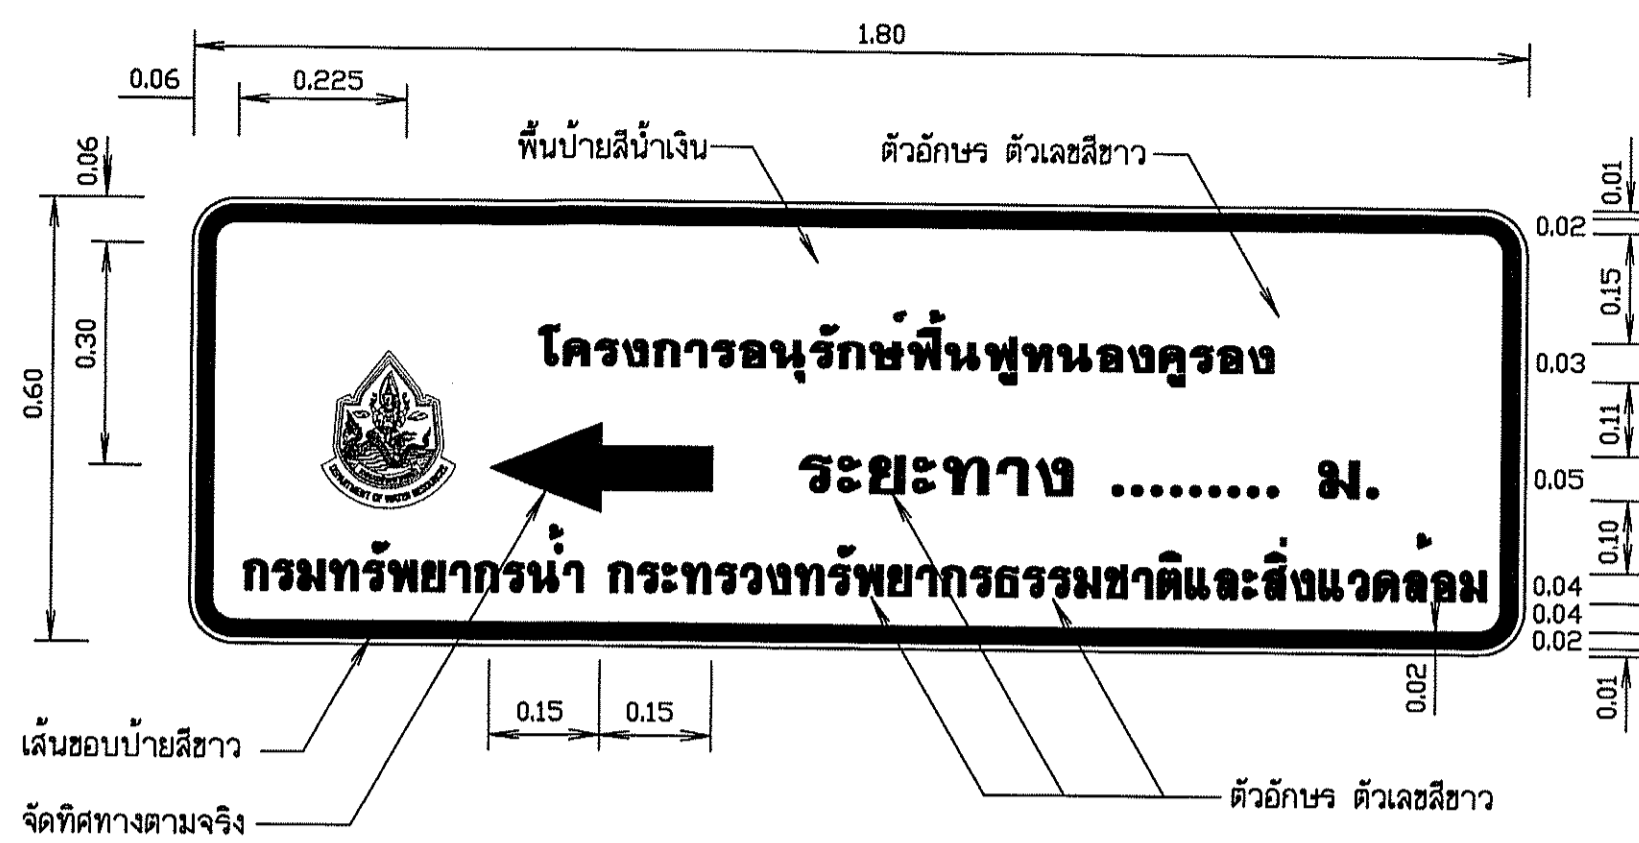 1.80
0.06 0.225
พื้นป้ายสีน้ำเงิน ตัวอักษร ตัวเลขสีขาว
0.06
0.01
0.02
0.15
0.30
0.60
โครงการอนุรักษ์ฟื้นฟูหนองคูรอง
0.03
0.11
ระยะทาง ......... ม.
0.05
DEPARTMENT OF WATER RESOURCES
0.10
กรมทรัพยากรน้ำ กระทรวงทรัพยากรธรรมชาติและสิ่งแวดล้อม
0.04
0.04
0.02
0.02
0.01
0.15 0.15
เส้นขอบป้ายสีขาว
ตัวอักษร ตัวเลขสีขาว
จัดทิศทางตามจริง